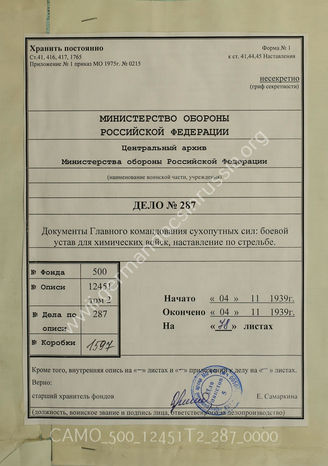 Хранить постоянно
Форма № 1
Ст.41, 416, 417, 1765
к ст. 41,44,45 Наставления
Приложение № 1 приказ МО 1975г. № 0215
несекретно
(гриф секретности)
МИНИСТЕРСТВО ОБОРОНЫ
РОССИЙСКОЙ ФЕДЕРАЦИИ
Центральный архив
Министерства обороны Российской Федерации
(наименование воинской части, учреждения)
ДЕЛО № 287
Документы Главного командования сухопутных сил: боевой
устав для химических войск, наставление по стрельбе.
№ Фонда 500
№ Описи 12451
том 2
№ Дела по описи 287
№ Коробки 1597
Начато « 04 » 11 1939г.
Окончено « 04 » 11 1939г.
На « 78 » листах
Кроме того, внутренняя опись на «–» листах и «–» приложений к делу на «–» листах.
Верно:
старший хранитель фондов
Е. Самаркина
(должность, воинское звание и подпись лица, ответственного за делопроизводство)
www.germandocsinrussia.org
CAMO_500_12451T2_287_0000